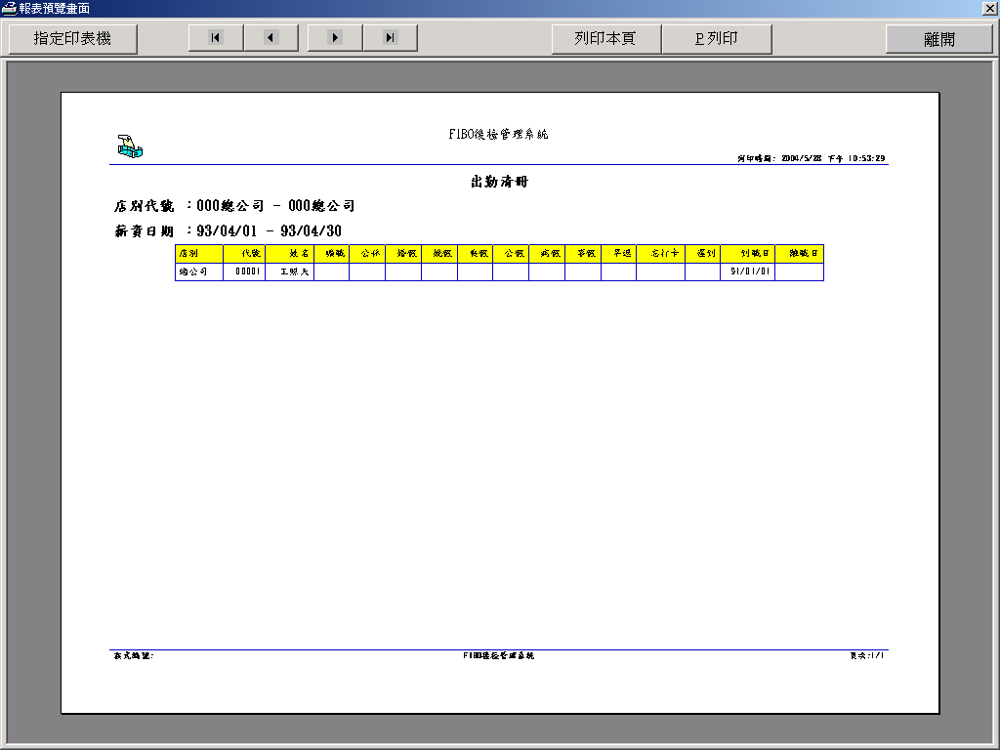 報表預覽畫面
指定印表機 列印本頁 P列印 離開
FIBO後檯管理系統
列印時間: 2004/5/28 下午 10:53:29
出勤清冊
店別代號 :000總公司 - 000總公司
薪資日期 :93/04/01 - 93/04/30
店別 代號 姓名 曠職 公休 婚假 娩假 喪假 公假 病假 事假 早退 忘打卡 遲到 到職日 離職日
總公司 00001 王照天 91/01/01
表式編號: FIBO後檯管理系統 頁次:1/1